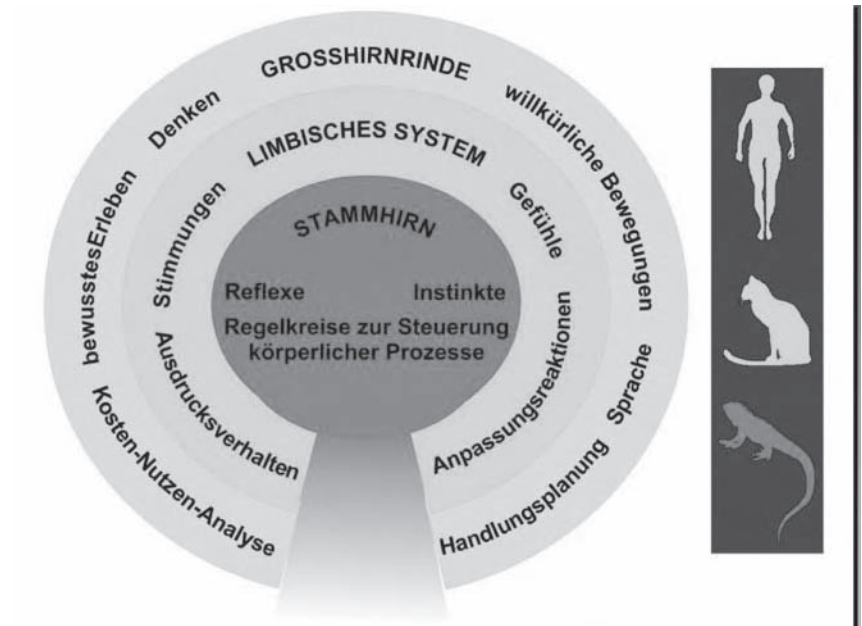 GROSSHIRNRINDE
Denken
willkürliche Bewegungen
bewusstesErleben
Sprache
Kosten-Nutzen-Analyse
Handlungsplanung
LIMBISCHES SYSTEM
Stimmungen
Gefühle
Ausdrucksverhalten
Anpassungsreaktionen
STAMMHIRN
Reflexe
Instinkte
Regelkreise zur Steuerung
körperlicher Prozesse